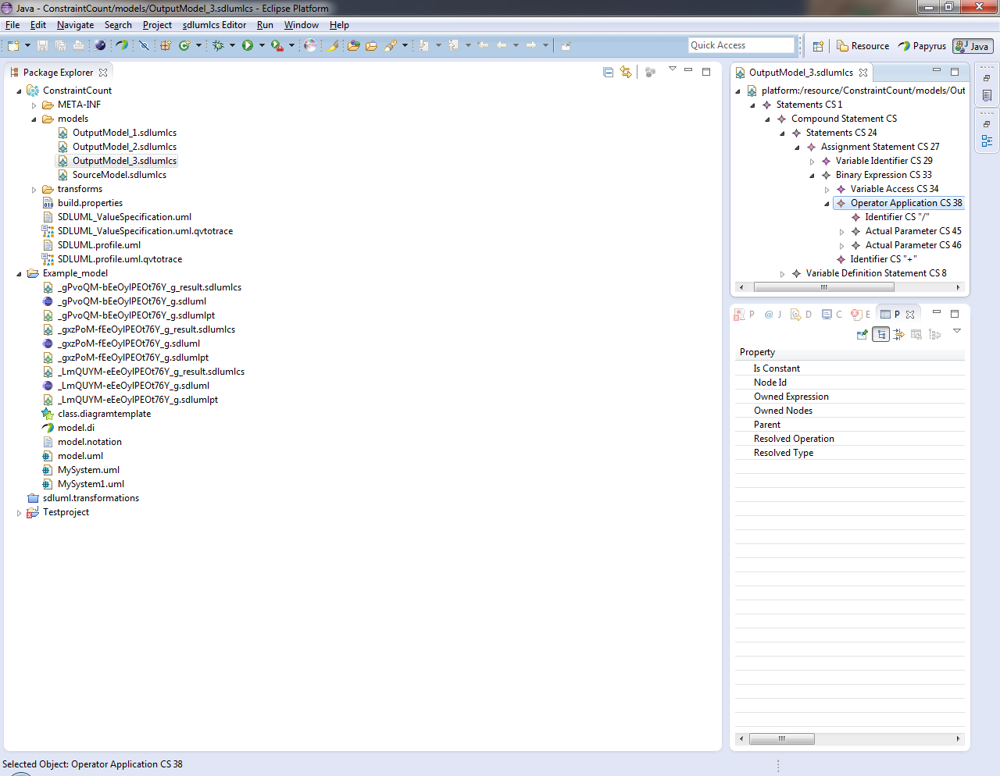 Java - ConstraintCount/models/OutputModel_3.sdlumlcs - Eclipse Platform
File Edit Navigate Search Project sdlumlcs Editor Run Window Help
Quick Access
Resource
Papyrus
Java
Package Explorer
ConstraintCount
META-INF
models
OutputModel_1.sdlumlcs
OutputModel_2.sdlumlcs
OutputModel_3.sdlumlcs
SourceModel.sdlumlcs
transforms
build.properties
SDLUML_ValueSpecification.uml
SDLUML_ValueSpecification.uml.qvtotrace
SDLUML.profile.uml
SDLUML.profile.uml.qvtotrace
Example_model
_gPvoQM-bEeOyIPEOt76Y_g_result.sdlumlcs
_gPvoQM-bEeOyIPEOt76Y_g.sdluml
_gPvoQM-bEeOyIPEOt76Y_g.sdlumlpt
_gxzPoM-fEeOyIPEOt76Y_g_result.sdlumlcs
_gxzPoM-fEeOyIPEOt76Y_g.sdluml
_gxzPoM-fEeOyIPEOt76Y_g.sdlumlpt
_LmQUYM-eEeOyIPEOt76Y_g_result.sdlumlcs
_LmQUYM-eEeOyIPEOt76Y_g.sdluml
_LmQUYM-eEeOyIPEOt76Y_g.sdlumlpt
class.diagramtemplate
model.di
model.notation
model.uml
MySystem.uml
MySystem1.uml
sdluml.transformations
Testproject
OutputModel_3.sdlumlcs
platform:/resource/ConstraintCount/models/Out
Statements CS 1
Compound Statement CS
Statements CS 24
Assignment Statement CS 27
Variable Identifier CS 29
Binary Expression CS 33
Variable Access CS 34
Operator Application CS 38
Identifier CS "/"
Actual Parameter CS 45
Actual Parameter CS 46
Identifier CS "+"
Variable Definition Statement CS 8
P @ J D C E P
Property
Is Constant
Node Id
Owned Expression
Owned Nodes
Parent
Resolved Operation
Resolved Type
Selected Object: Operator Application CS 38